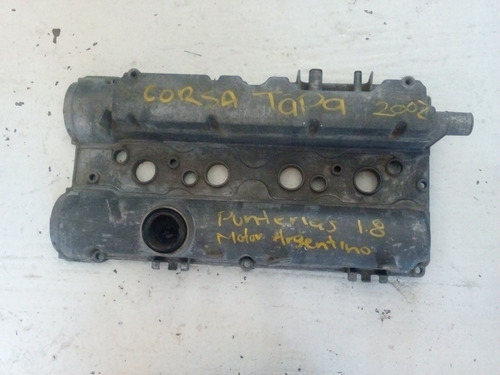 CORSA TaPa 2002
Punterias 1.8
Motor Argentino